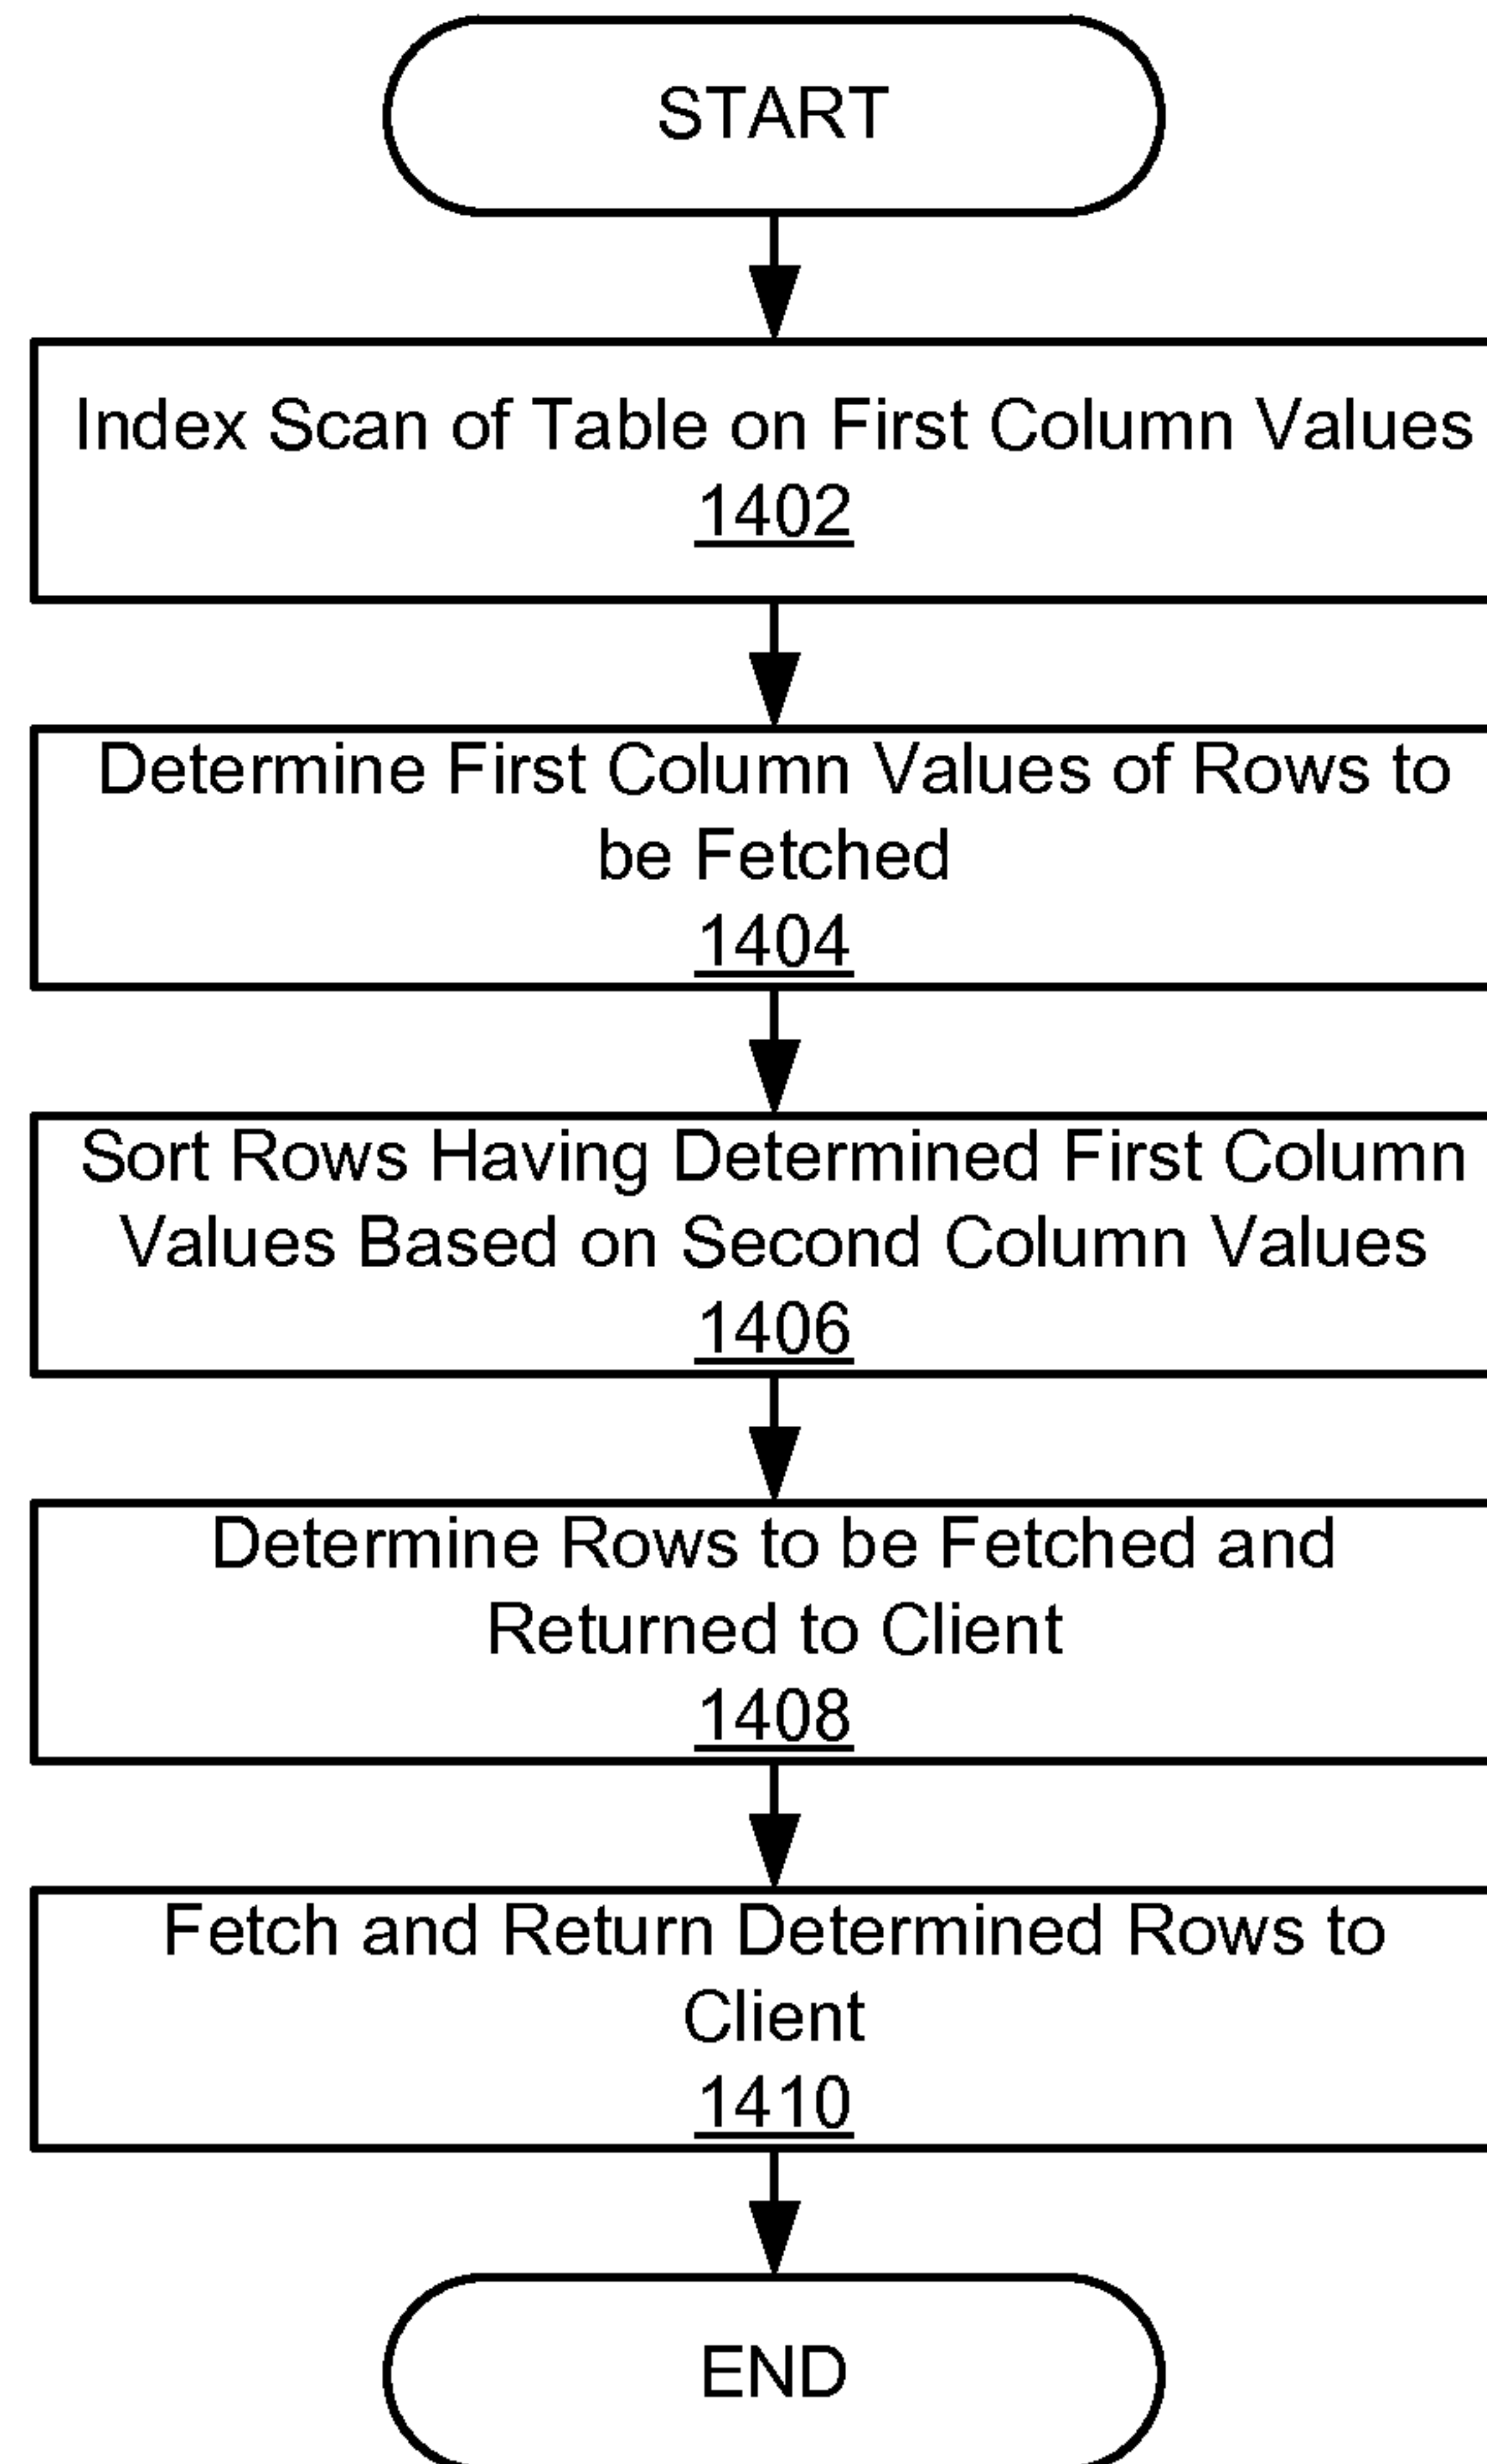 START
Index Scan of Table on First Column Values
1402
Determine First Column Values of Rows to
be Fetched
1404
Sort Rows Having Determined First Column
Values Based on Second Column Values
1406
Determine Rows to be Fetched and
Returned to Client
1408
Fetch and Return Determined Rows to
Client
1410
END